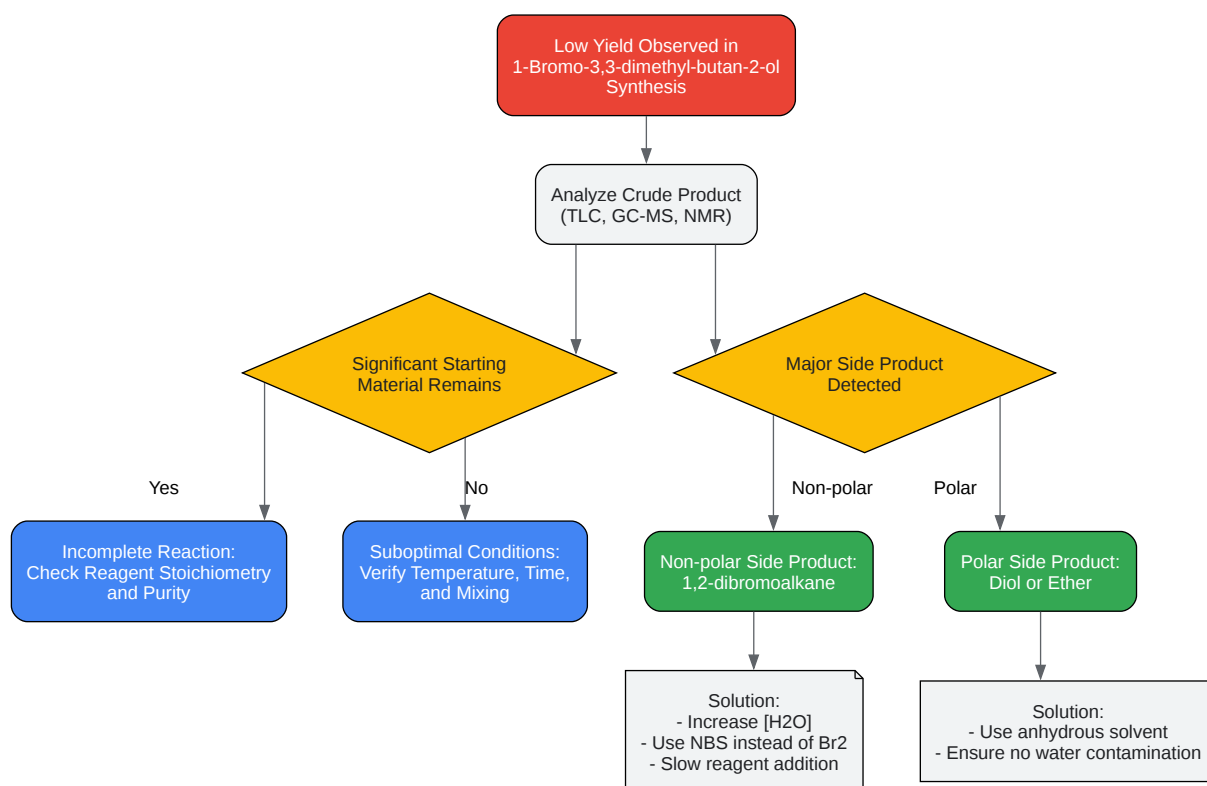 Low Yield Observed in
1-Bromo-3,3-dimethyl-butan-2-ol
Synthesis
Analyze Crude Product
(TLC, GC-MS, NMR)
Significant Starting
Material Remains
Major Side Product
Detected
Yes
No
Non-polar
Polar
Incomplete Reaction:
Check Reagent Stoichiometry
and Purity
Suboptimal Conditions:
Verify Temperature, Time,
and Mixing
Non-polar Side Product:
1,2-dibromoalkane
Polar Side Product:
Diol or Ether
Solution:
- Increase [H2O]
- Use NBS instead of Br2
- Slow reagent addition
Solution:
- Use anhydrous solvent
- Ensure no water contamination